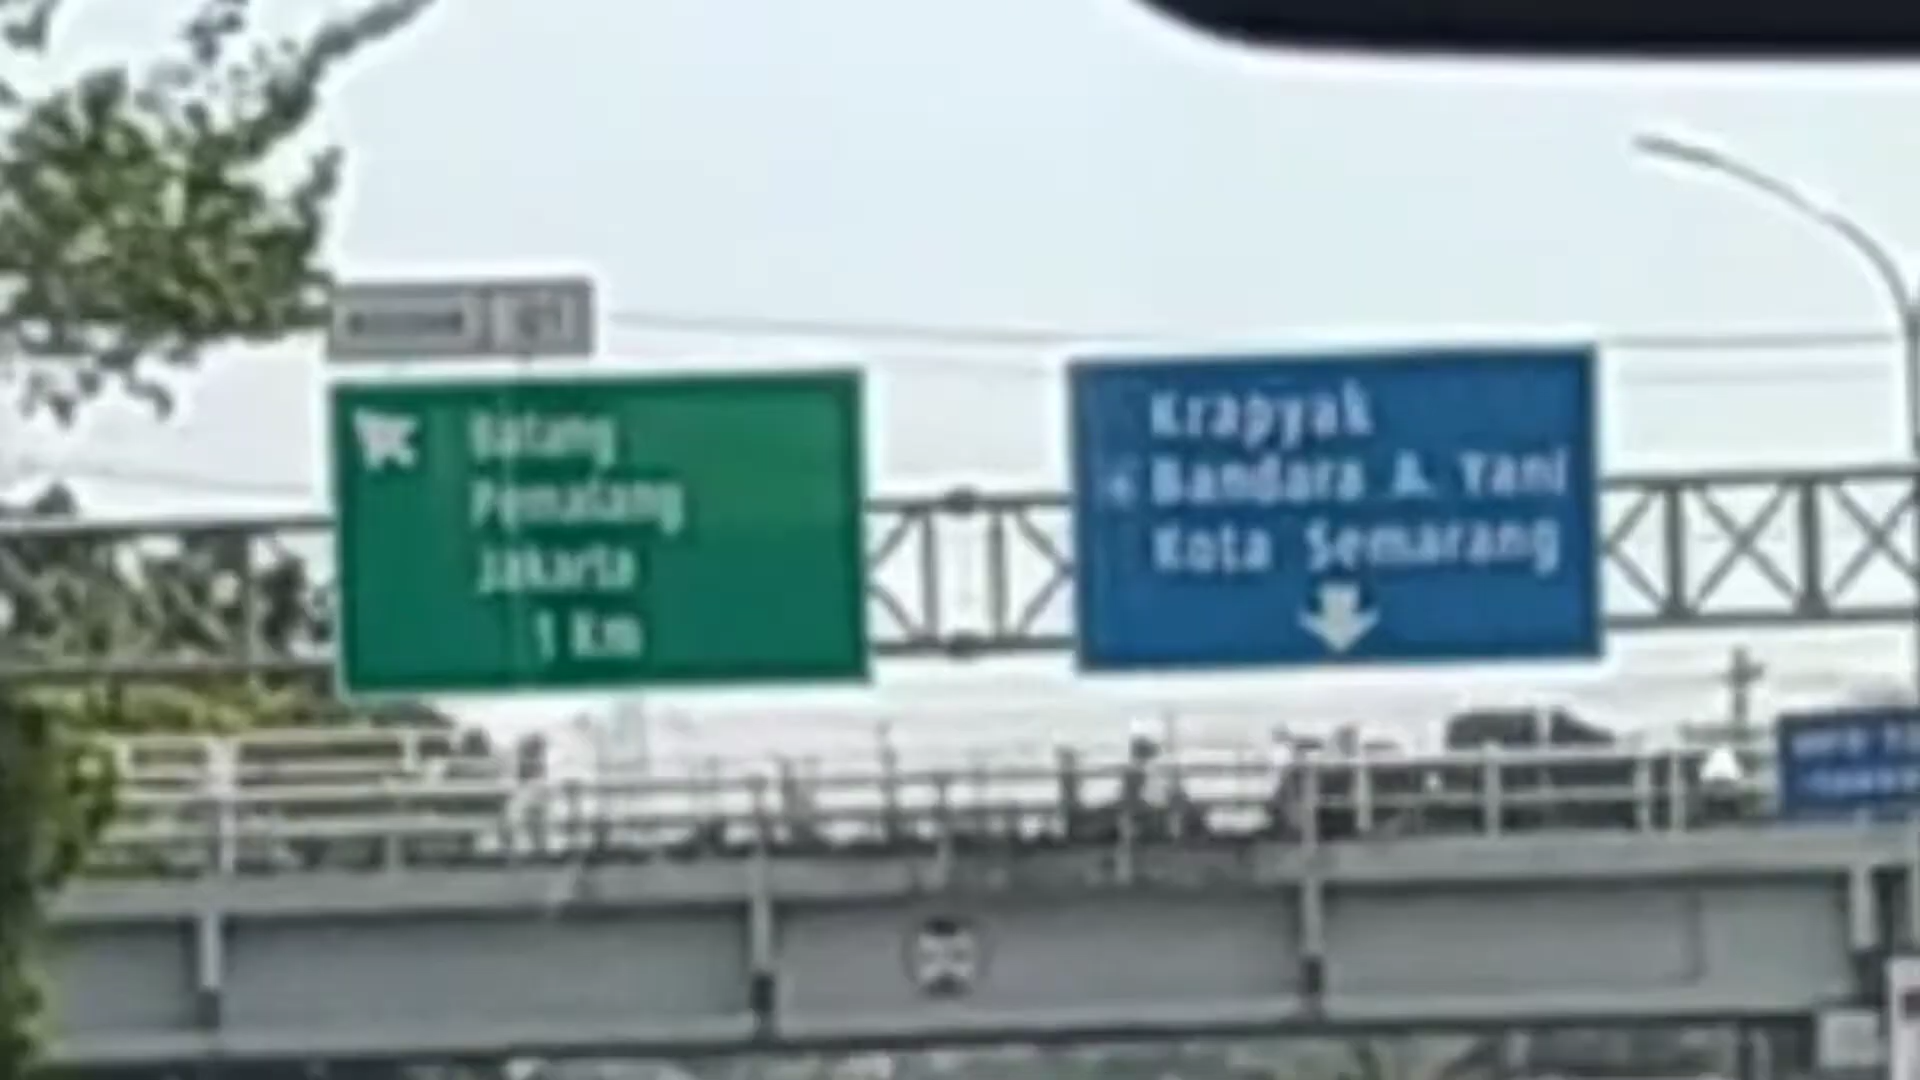 Batang
Pemalang
Jakarta
1 Km
Krapyak
Bandara A. Yani
Kota Semarang